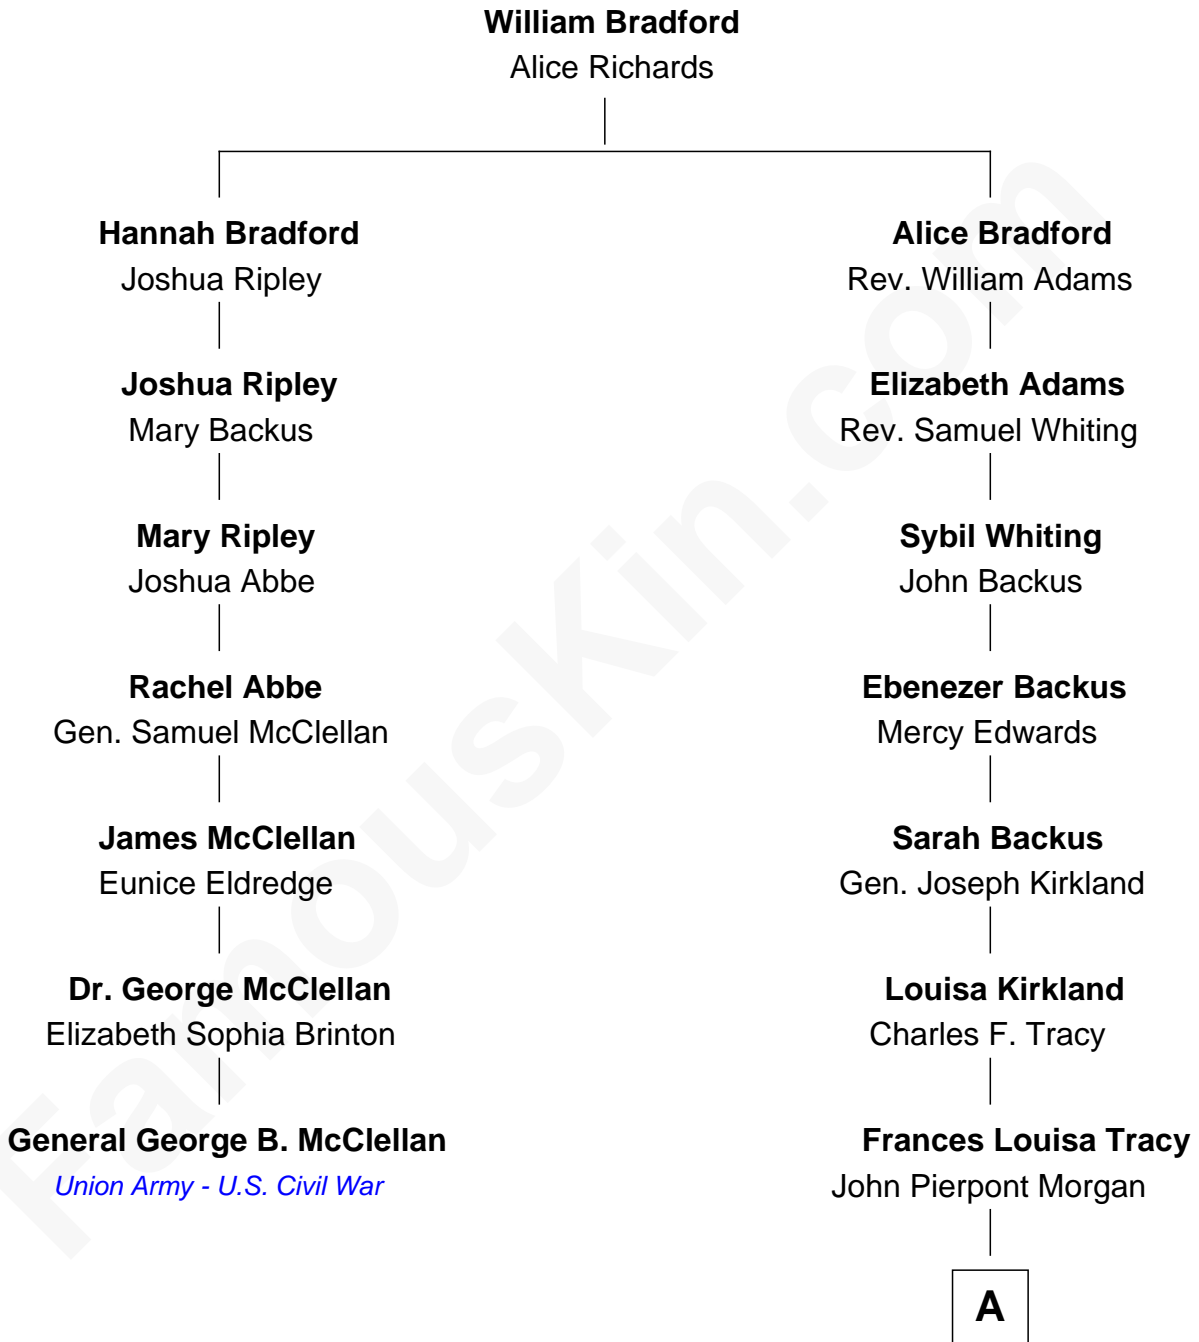 William Bradford
Alice Richards
Hannah Bradford
Joshua Ripley
Joshua Ripley
Mary Backus
Mary Ripley
Joshua Abbe
Rachel Abbe
Gen. Samuel McClellan
James McClellan
Eunice Eldredge
Dr. George McClellan
Elizabeth Sophia Brinton
General George B. McClellan
Union Army - U.S. Civil War
Alice Bradford
Rev. William Adams
Elizabeth Adams
Rev. Samuel Whiting
Sybil Whiting
John Backus
Ebenezer Backus
Mercy Edwards
Sarah Backus
Gen. Joseph Kirkland
Louisa Kirkland
Charles F. Tracy
Frances Louisa Tracy
John Pierpont Morgan
A
FamousKin.com